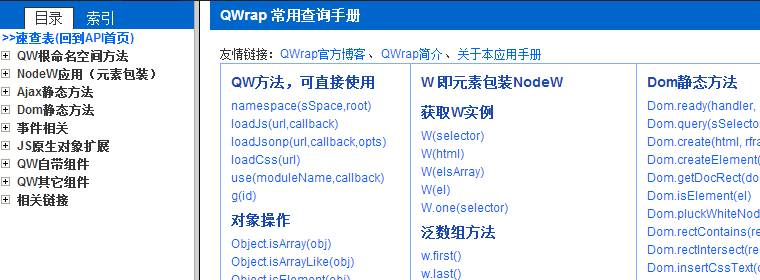 目录 索引
>>速查表(回到API首页)
QW根命名空间方法
NodeW应用（元素包装）
Ajax静态方法
Dom静态方法
事件相关
JS原生对象扩展
QW自带组件
QW其它组件
相关链接
QWrap 常用查询手册
友情链接：QWrap官方博客、QWrap简介、关于本应用手册
QW方法，可直接使用
namespace(sSpace,root)
loadJs(url,callback)
loadJsonp(url,callback,opts)
loadCss(url)
use(moduleName,callback)
g(id)
对象操作
Object.isArray(obj)
Object.isArrayLike(obj)
Object.isElement(obj)
W 即元素包装NodeW
获取W实例
W(selector)
W(html)
W(elsArray)
W(el)
W.one(selector)
泛数组方法
w.first()
w.last()
Dom静态方法
Dom.ready(handler,
Dom.query(sSelecto
Dom.create(html, rfra
Dom.createElement(
Dom.getDocRect(do
Dom.isElement(el)
Dom.pluckWhiteNod
Dom.rectContains(re
Dom.rectIntersect(re
Dom.insertCssText(c